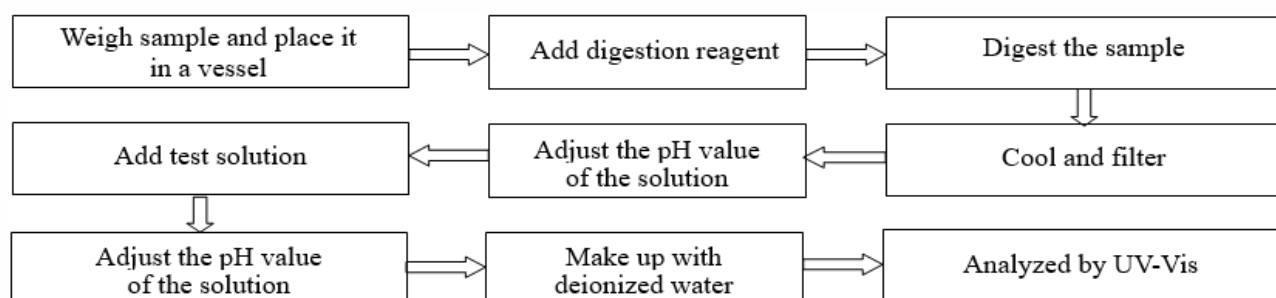 Weigh sample and place it
in a vessel
Add digestion reagent
Digest the sample
Cool and filter
Adjust the pH value
of the solution
Add test solution
Adjust the pH value
of the solution
Make up with
deionized water
Analyzed by UV-Vis